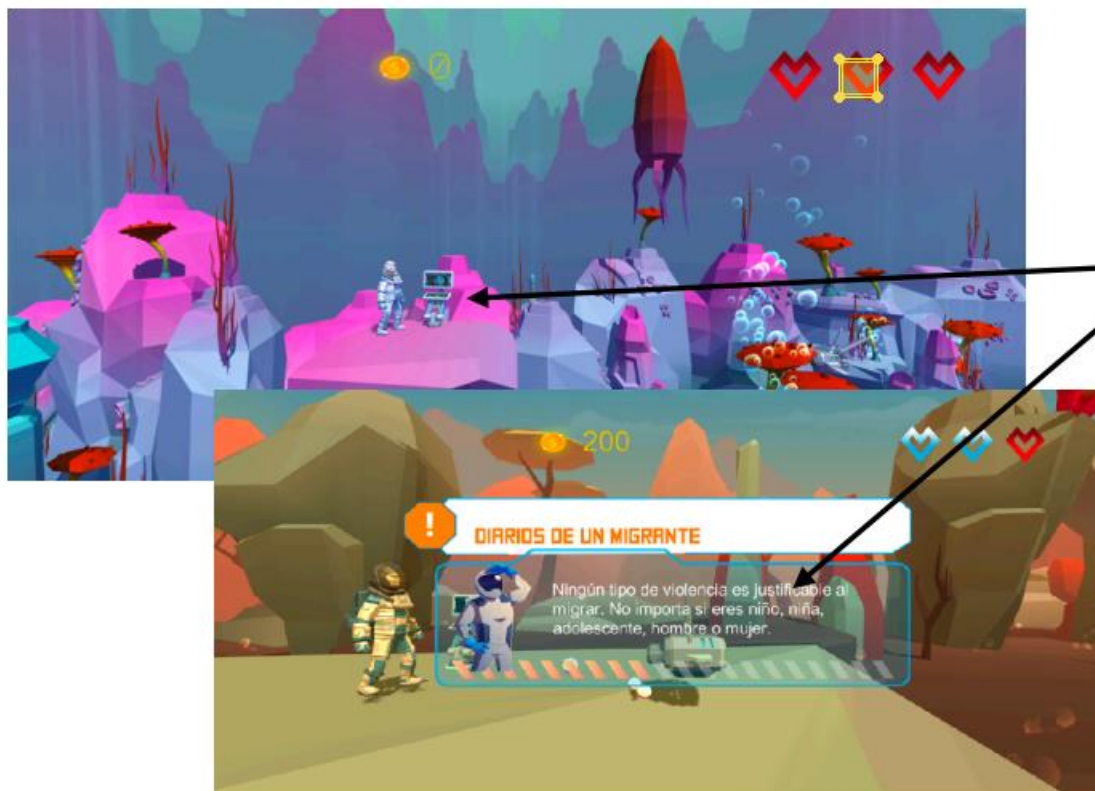 0
200
!
DIARIOS DE UN MIGRANTE
Ningún tipo de violencia es justificable al
migrar. No importa si eres niño, niña,
adolescente, hombre o mujer.